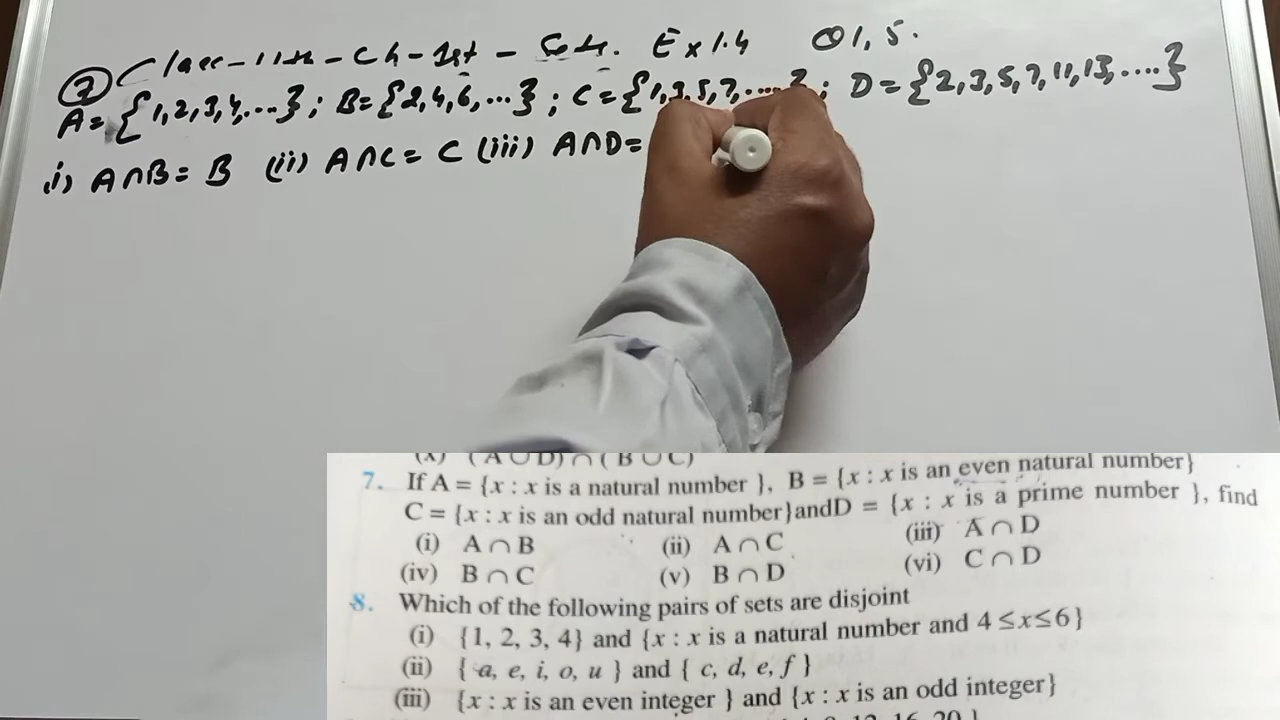 Class-11th-Ch-1st-Sets. Ex 1.4 Q1,5.
⑦ A={1,2,3,4,...}; B={2,4,6,...}; C={1,3,5,7,....}; D={2,3,5,7,11,13,....}
i) A∩B= B (ii) A∩C= C (iii) A∩D=
(x) (A∪D)∩(B∪C)
7. If A = {x : x is a natural number }, B = {x : x is an even natural number}
C = {x : x is an odd natural number}andD = {x : x is a prime number }, find
(i) A∩B (ii) A∩C (iii) A∩D
(iv) B∩C (v) B∩D (vi) C∩D
8. Which of the following pairs of sets are disjoint
(i) {1, 2, 3, 4} and {x : x is a natural number and 4 ≤x≤6}
(ii) { a, e, i, o, u } and { c, d, e, f }
(iii) {x : x is an even integer } and {x : x is an odd integer}